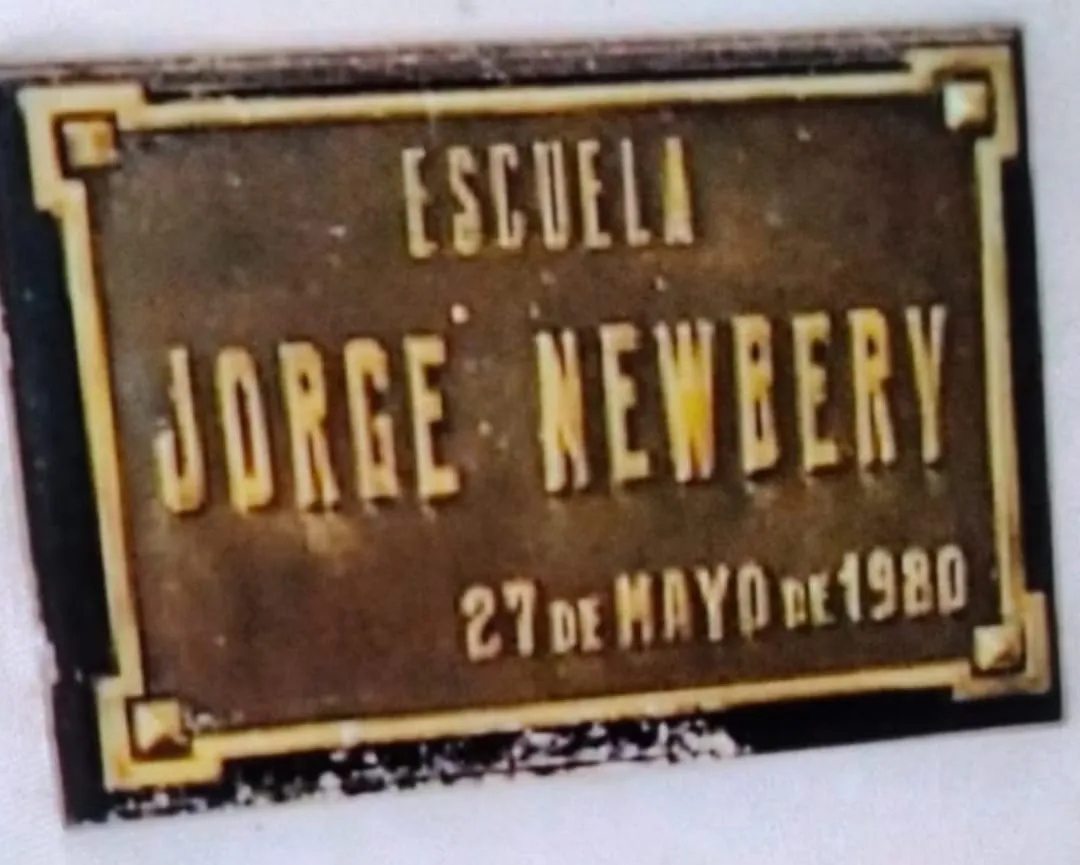 ESCUELA
JORGE NEWBERY
27 DE MAYO DE 1980